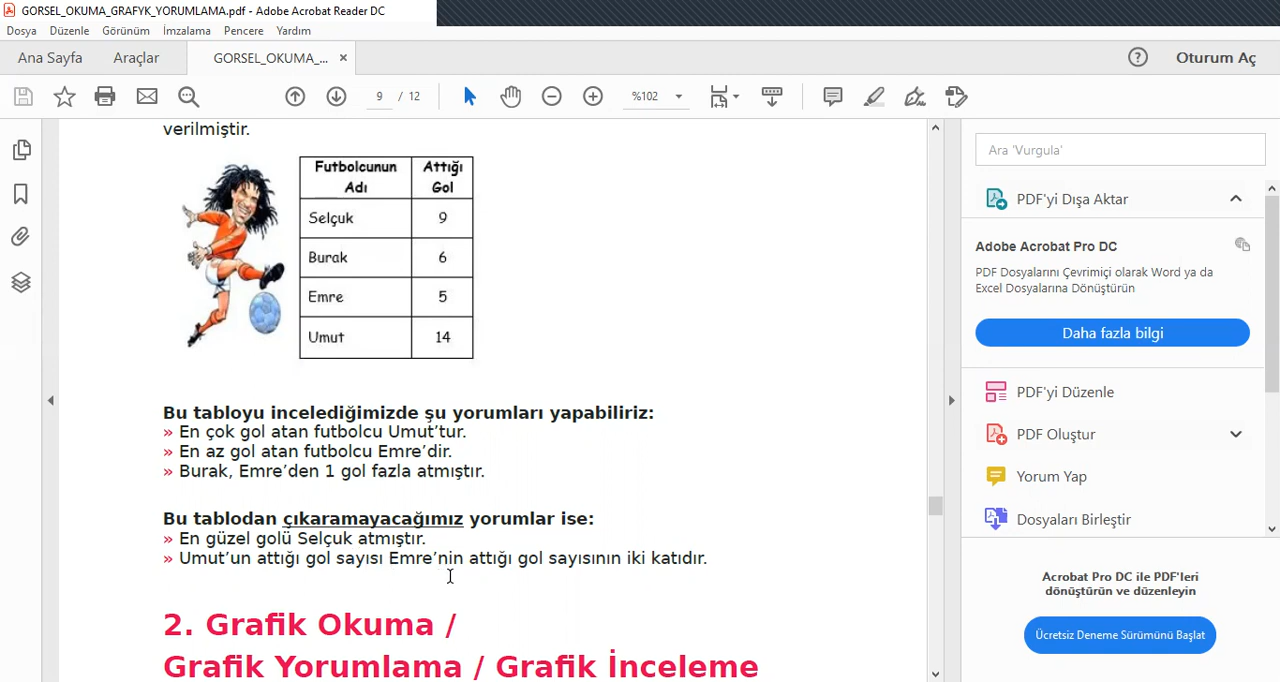 GORSEL_OKUMA_GRAFYK_YORUMLAMA.pdf - Adobe Acrobat Reader DC
Dosya Düzenle Görünüm İmzalama Pencere Yardım
Ana Sayfa Araçlar GORSEL_OKUMA_... × ? Oturum Aç
9 / 12 %102
verilmiştir.
Futbolcunun Adı Attığı Gol
Selçuk 9
Burak 6
Emre 5
Umut 14
Bu tabloyu incelediğimizde şu yorumları yapabiliriz:
» En çok gol atan futbolcu Umut’tur.
» En az gol atan futbolcu Emre’dir.
» Burak, Emre’den 1 gol fazla atmıştır.
Bu tablodan çıkaramayacağımız yorumlar ise:
» En güzel golü Selçuk atmıştır.
» Umut’un attığı gol sayısı Emre’nin attığı gol sayısının iki katıdır.
2. Grafik Okuma /
Grafik Yorumlama / Grafik İnceleme
Ara 'Vurgula'
PDF'yi Dışa Aktar
Adobe Acrobat Pro DC
PDF Dosyalarını Çevrimiçi olarak Word ya da
Excel Dosyalarına Dönüştürün
Daha fazla bilgi
PDF'yi Düzenle
PDF Oluştur
Yorum Yap
Dosyaları Birleştir
Acrobat Pro DC ile PDF'leri
dönüştürün ve düzenleyin
Ücretsiz Deneme Sürümünü Başlat